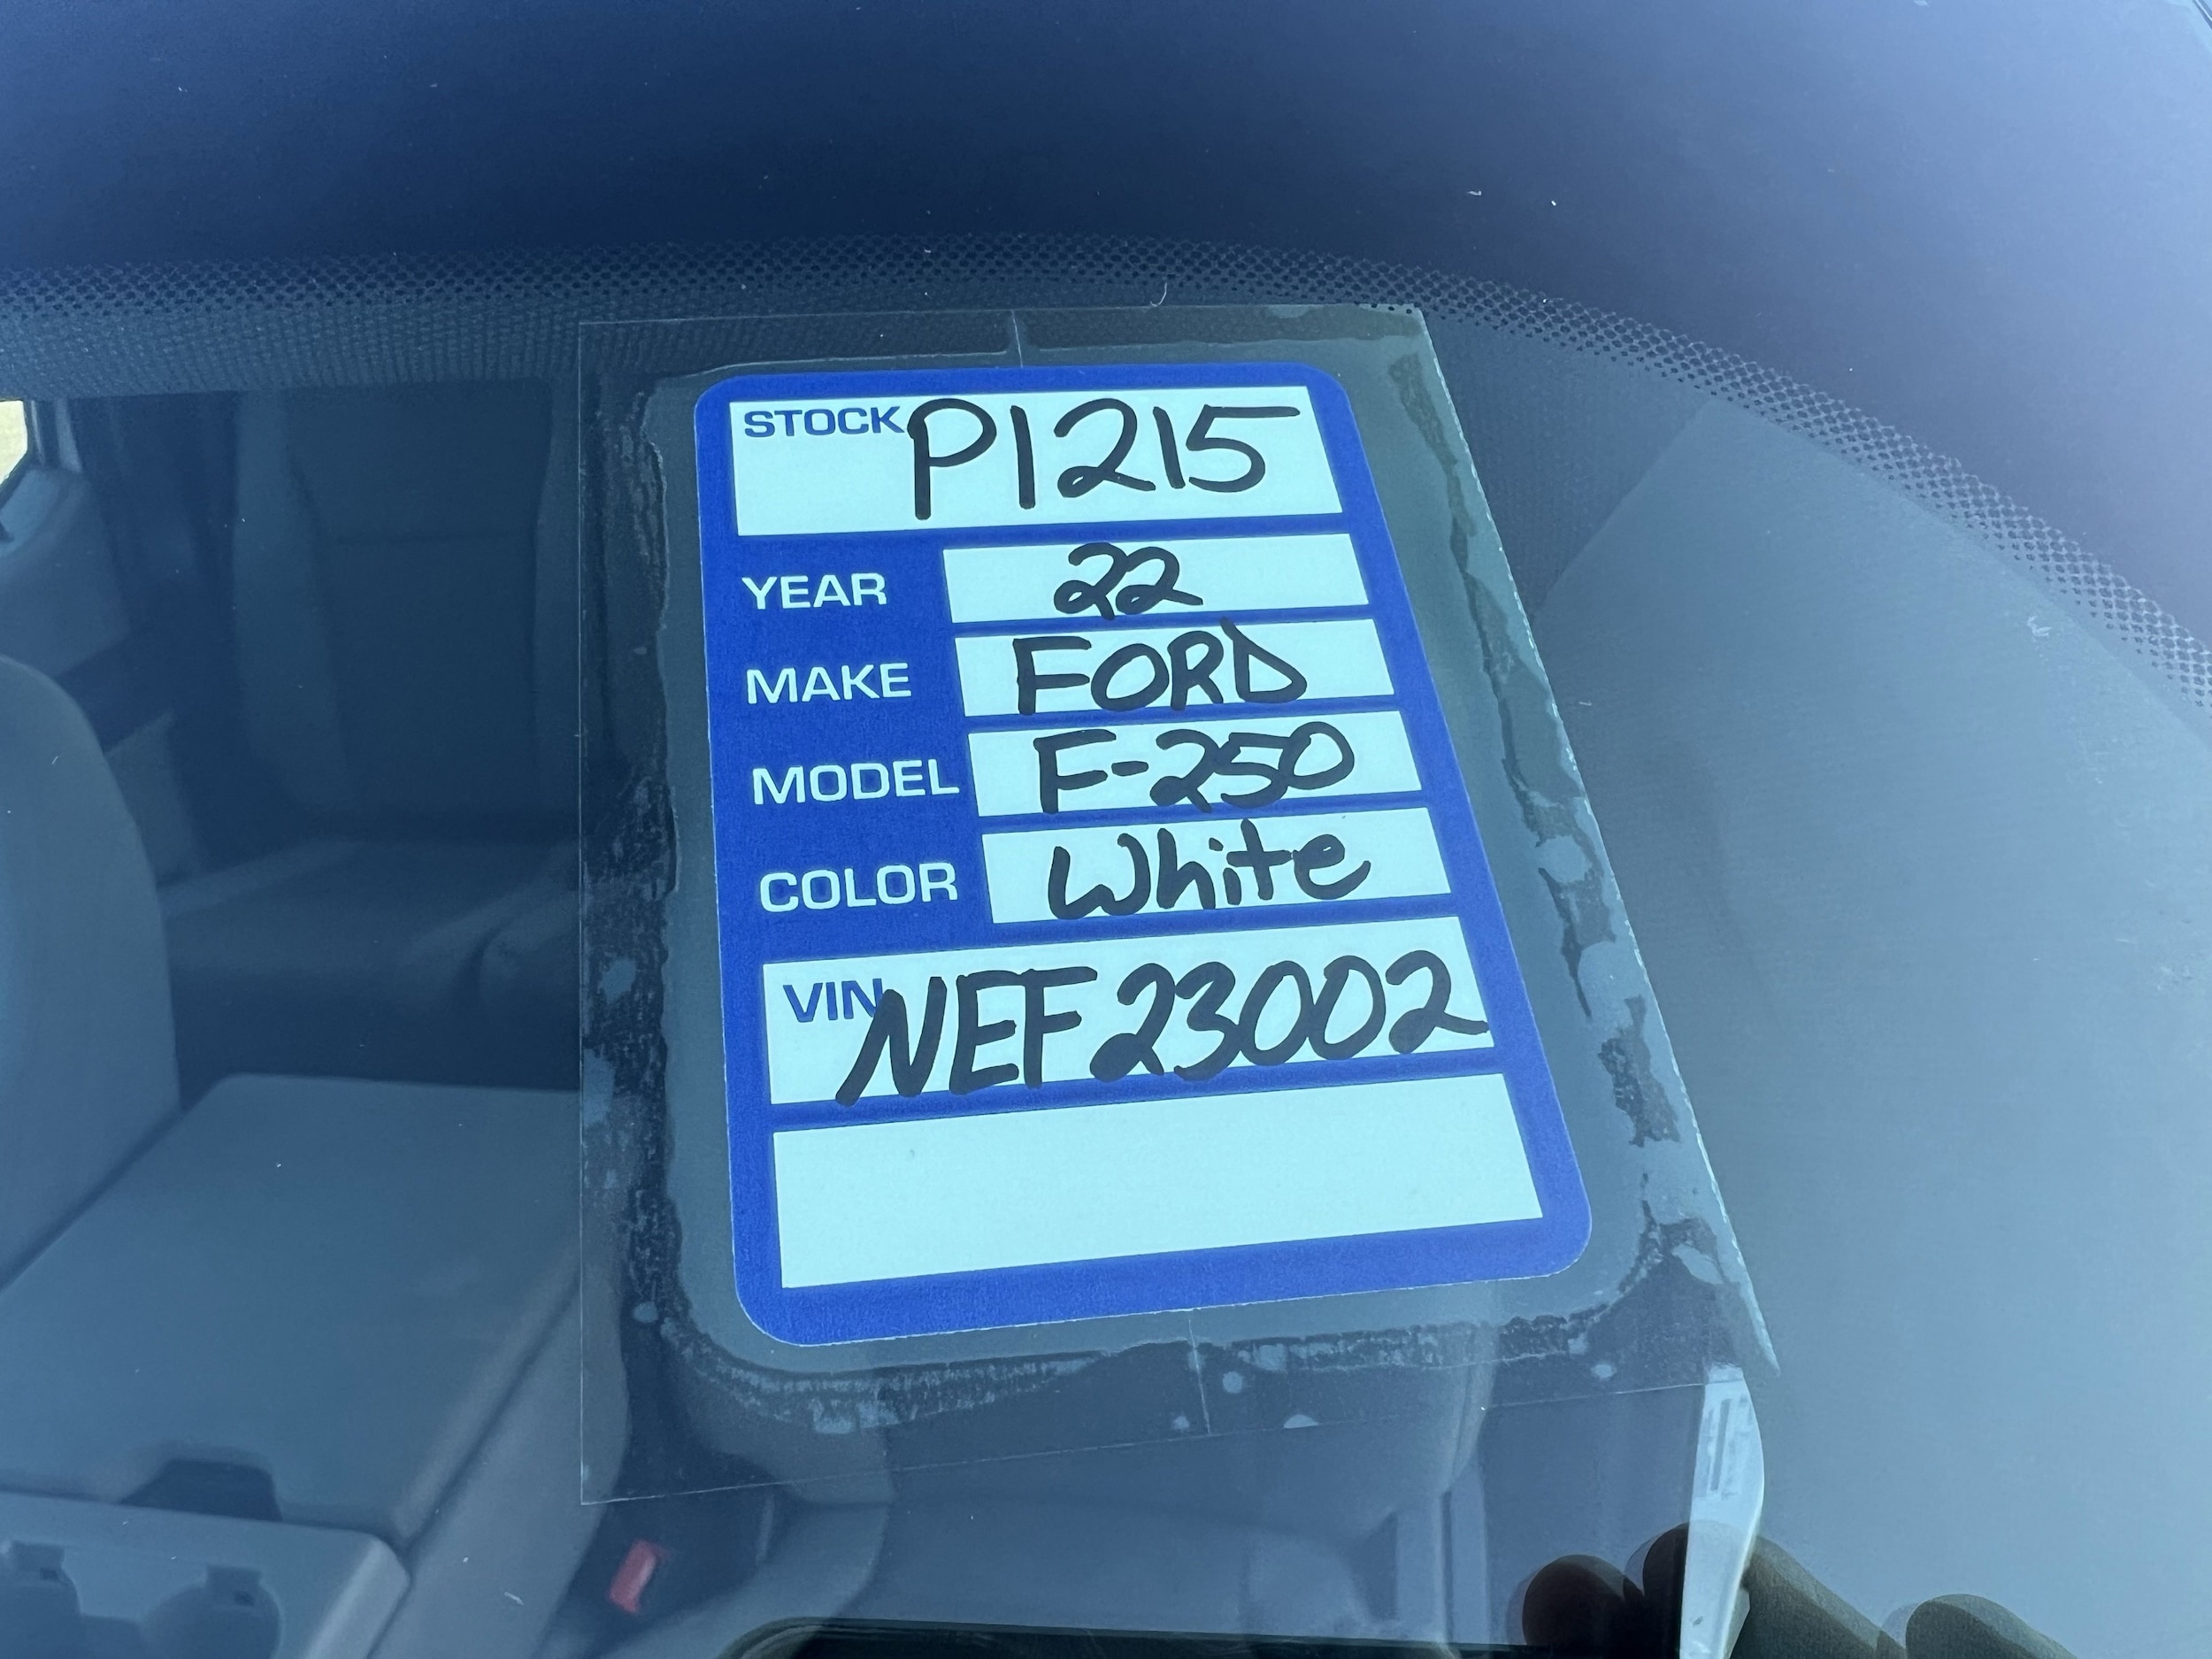 STOCK P1215
YEAR 22
MAKE FORD
MODEL F-250
COLOR White
VIN NEF23002